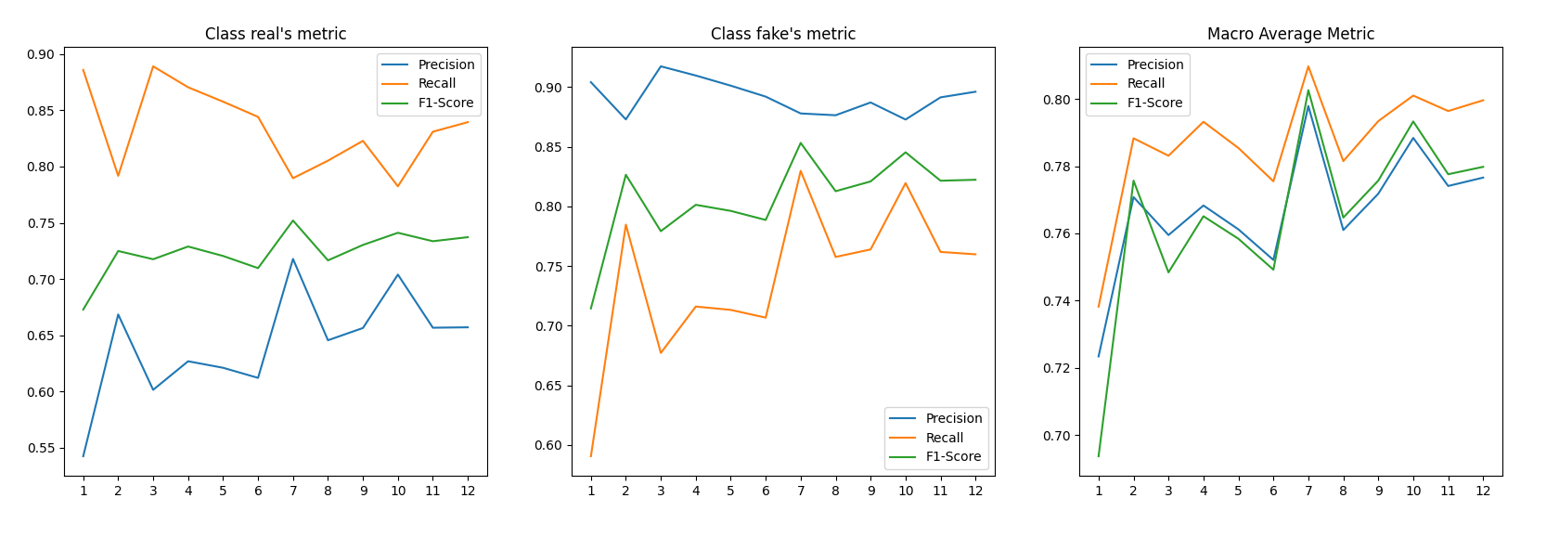 Class real's metric
0.90
0.85
0.80
0.75
0.70
0.65
0.60
0.55
1 2 3 4 5 6 7 8 9 10 11 12
Precision
Recall
F1-Score
Class fake's metric
0.90
0.85
0.80
0.75
0.70
0.65
0.60
1 2 3 4 5 6 7 8 9 10 11 12
Precision
Recall
F1-Score
Macro Average Metric
0.80
0.78
0.76
0.74
0.72
0.70
1 2 3 4 5 6 7 8 9 10 11 12
Precision
Recall
F1-Score